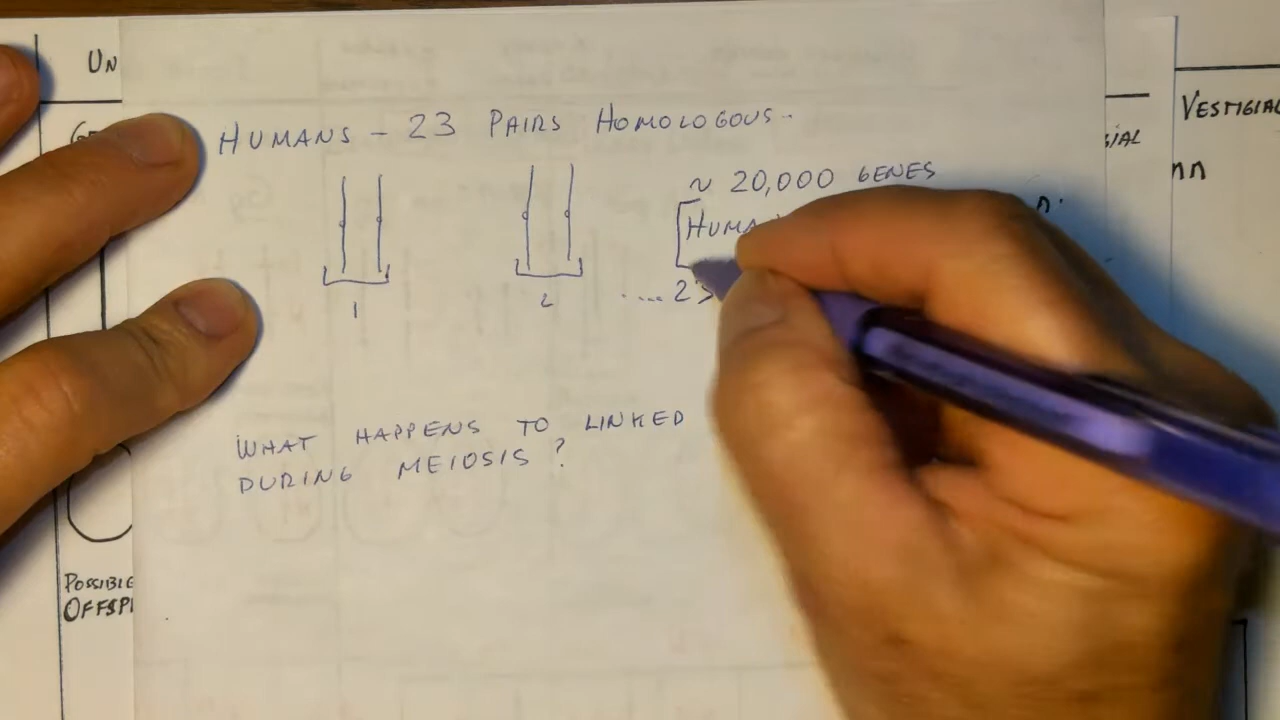 UN
VESTIGIAL
HUMANS - 23 PAIRS HOMOLOGOUS.
nn
~ 20,000 GENES
1
2
.... 23
WHAT HAPPENS TO LINKED
DURING MEIOSIS?
POSSIBLE